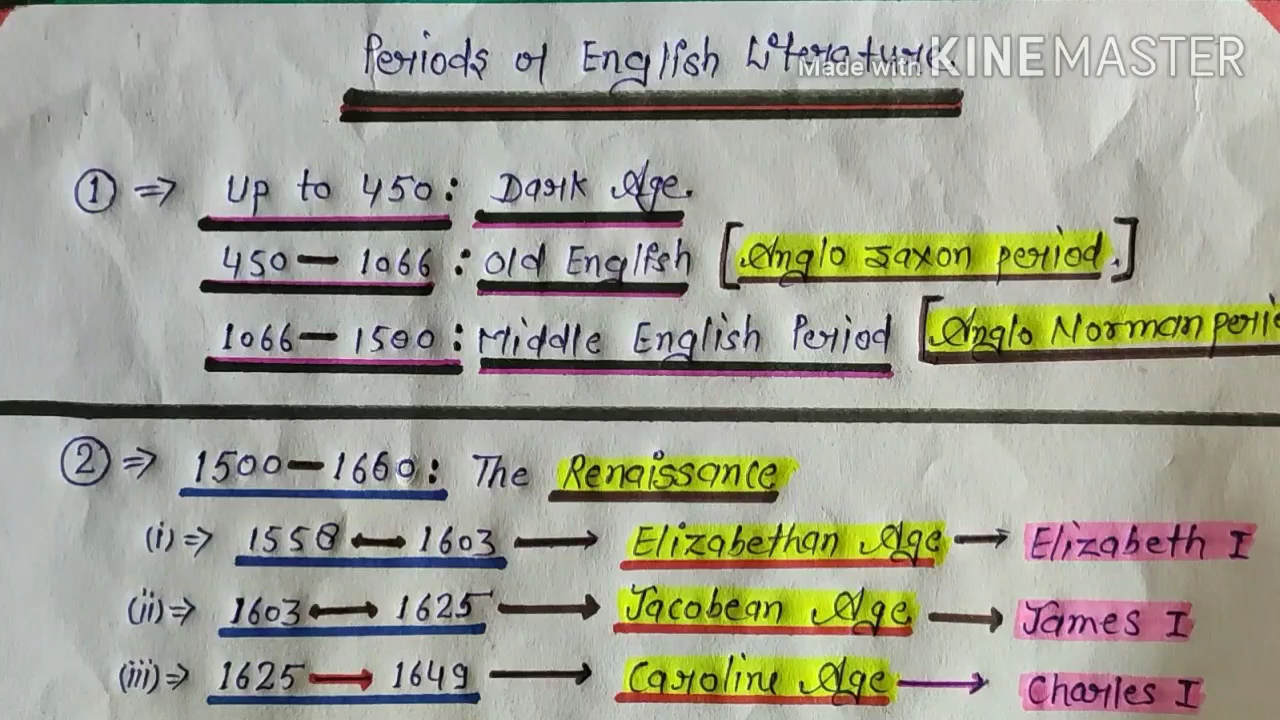 Periods of English Literature
Made with KINEMASTER
① ⇒ Up to 450: Dark Age.
450 — 1066 : Old English [Anglo Saxon period.]
1066 — 1500 : Middle English Period [Anglo Norman perio
② ⇒ 1500 — 1660: The Renaissance
(i) ⇒ 1558 ↔ 1603 → Elizabethan Age → Elizabeth I
(ii) ⇒ 1603 ↔ 1625 → Jacobean Age → James I
(iii) ⇒ 1625 → 1649 → Caroline Age → Charles I